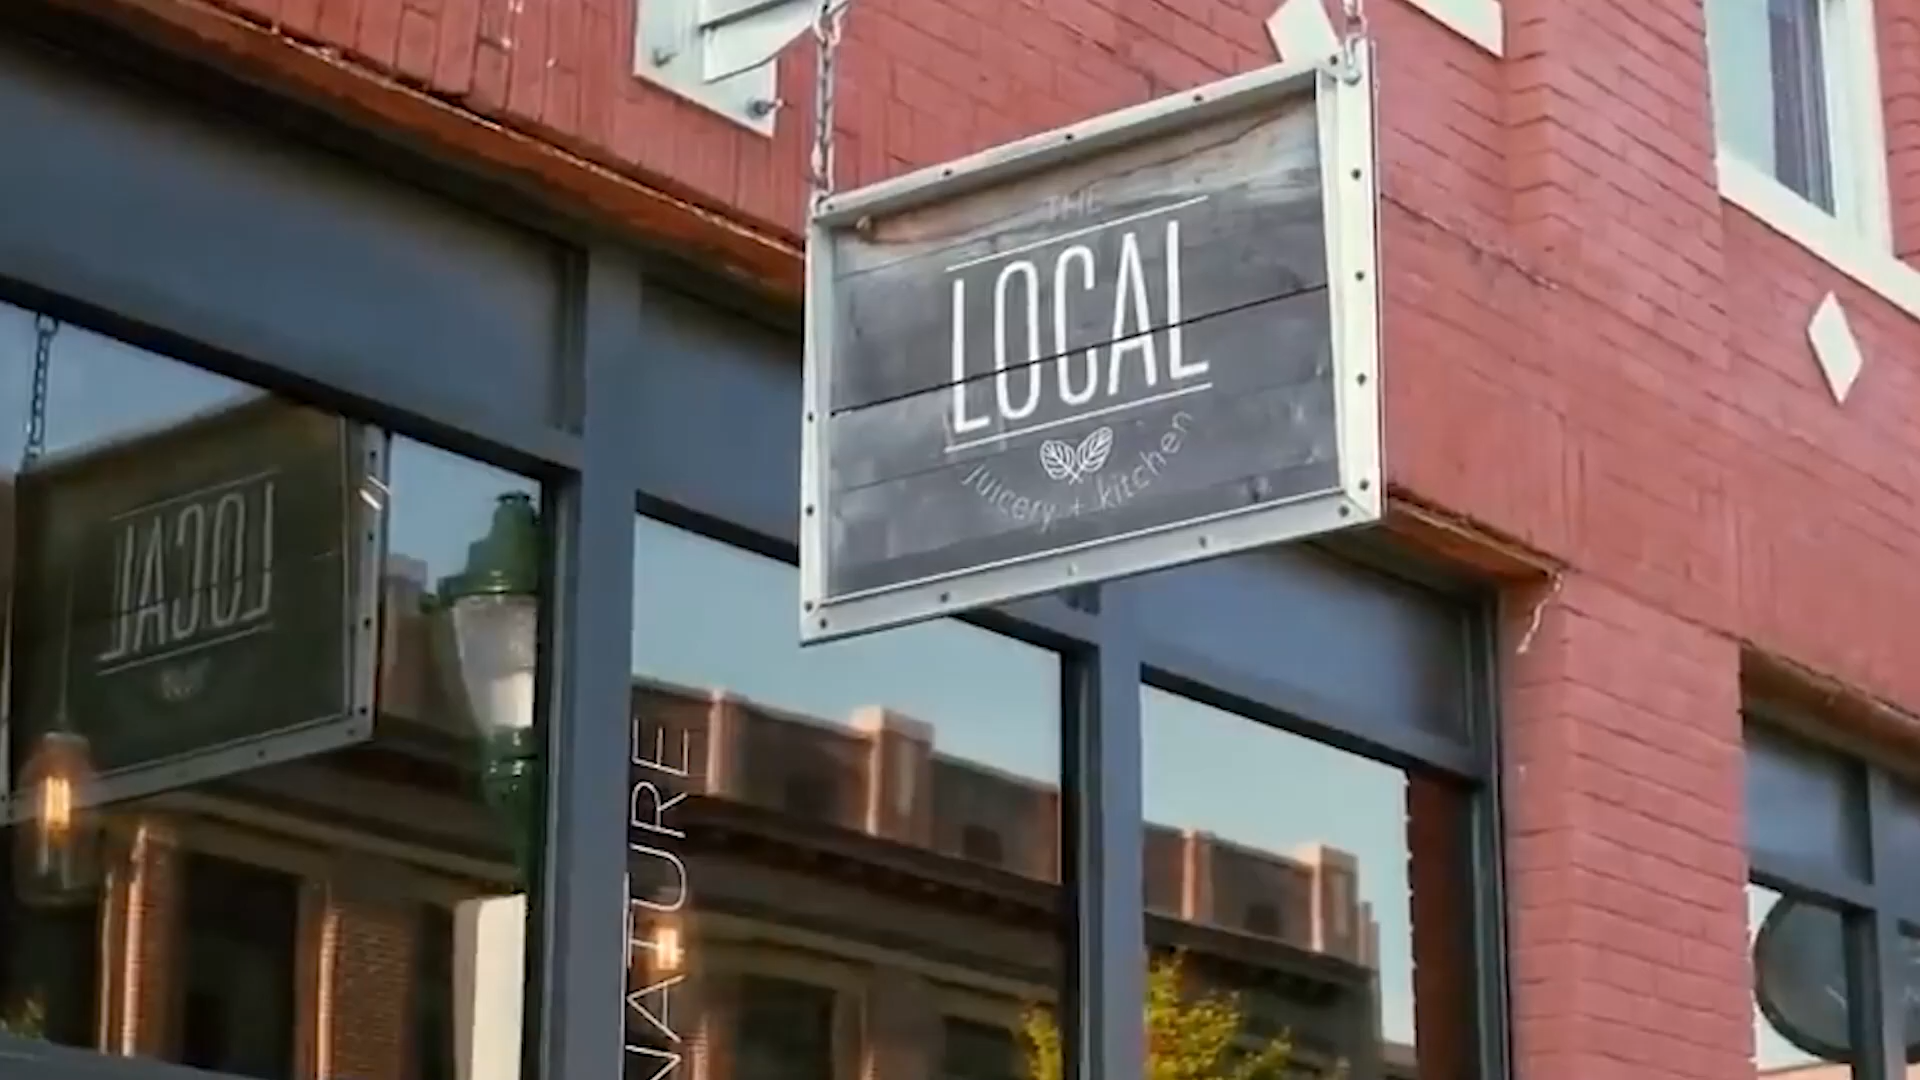 THE
LOCAL
juicery + kitchen
LOCAL
NATURE